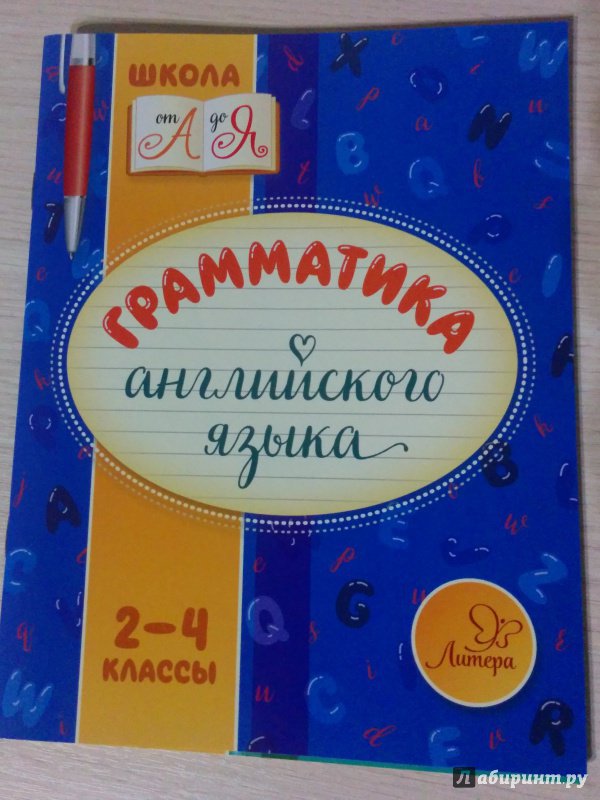 ШКОЛА
от А до Я
ГРАММАТИКА
английского
языка
2-4
КЛАССЫ
Литера
Лабиринт.ру